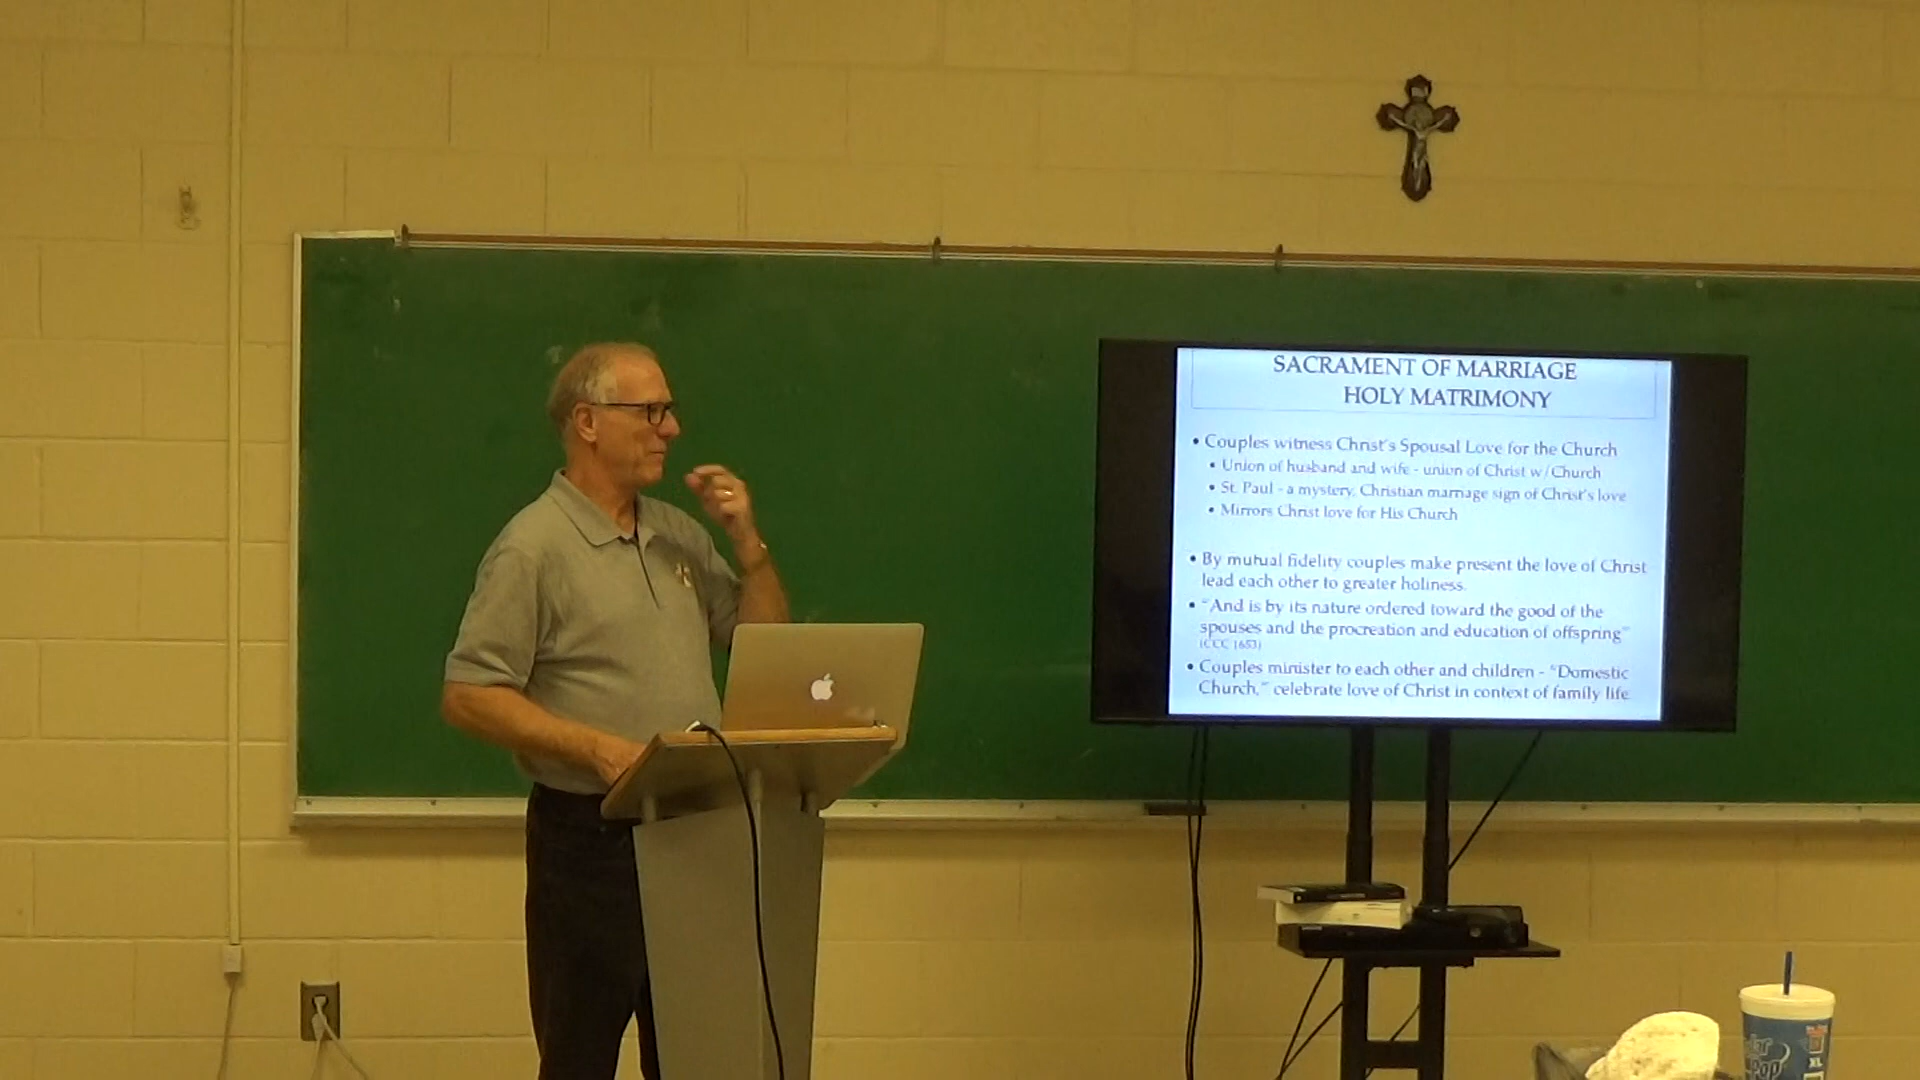 SACRAMENT OF MARRIAGE
HOLY MATRIMONY
• Couples witness Christ's Spousal Love for the Church
• Union of husband and wife - union of Christ w/Church
• St. Paul - a mystery, Christian marriage sign of Christ's love
• Mirrors Christ love for His Church
• By mutual fidelity couples make present the love of Christ
lead each other to greater holiness.
• "And is by its nature ordered toward the good of the
spouses and the procreation and education of offspring"
(CCC 1653)
• Couples minister to each other and children - "Domestic
Church," celebrate love of Christ in context of family life.
Pop
XL